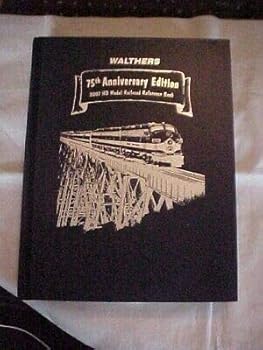 WALTHERS
75th Anniversary Edition
2007 HO Model Railroad Reference Book